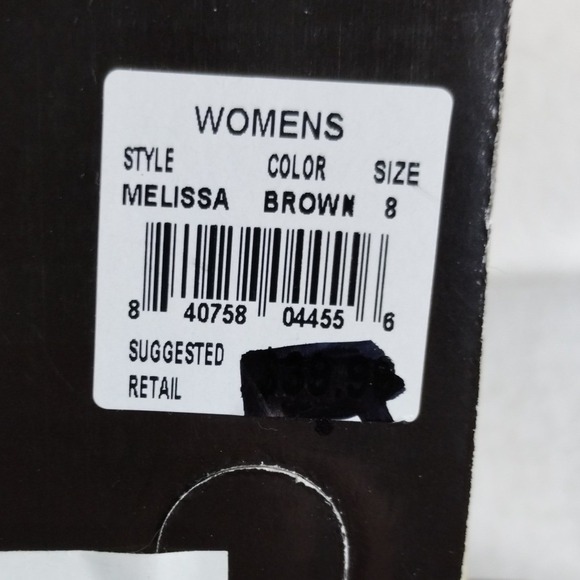 WOMENS
STYLE COLOR SIZE
MELISSA BROWN 8
8 40758 04455 6
SUGGESTED
RETAIL